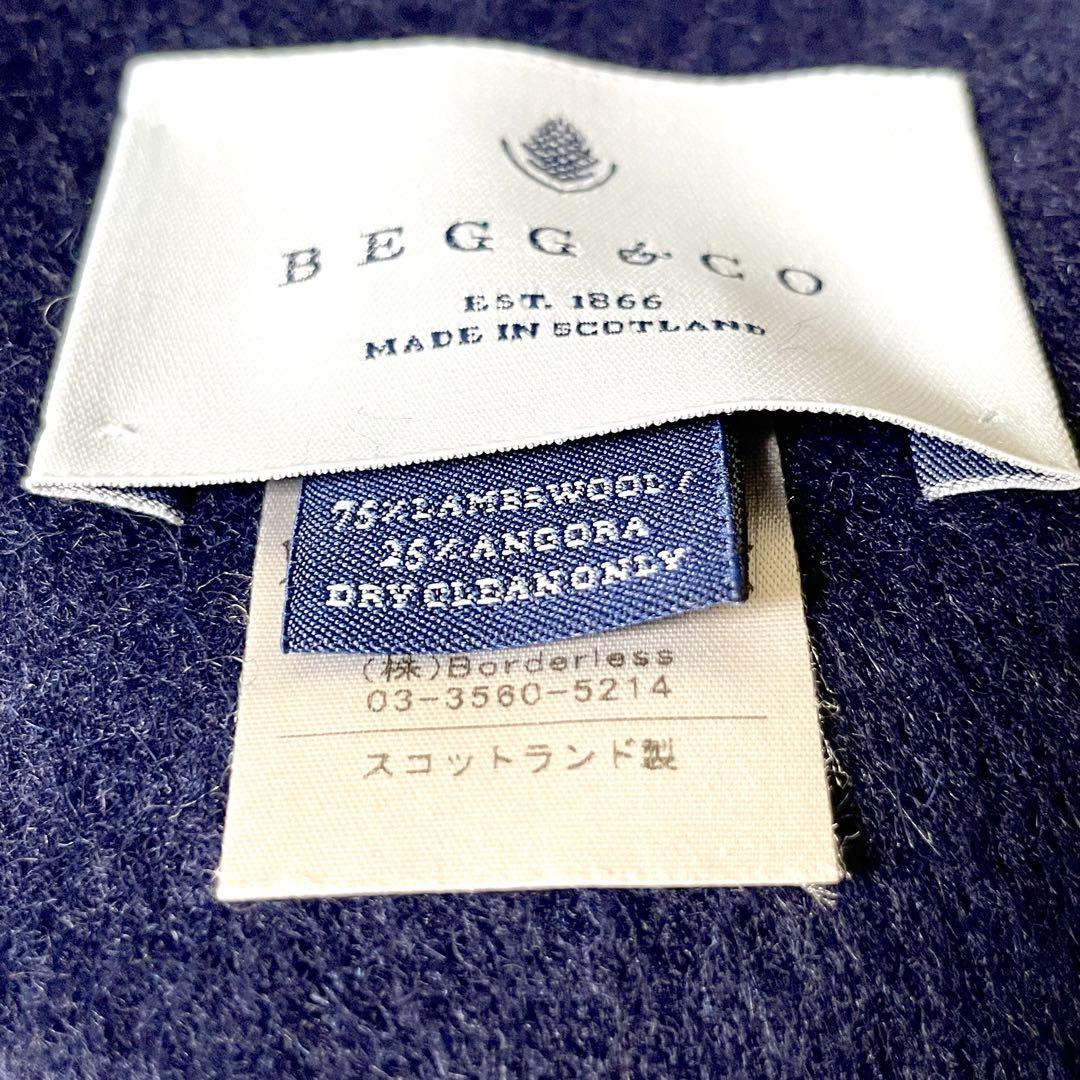 BEGG & CO
EST. 1866
MADE IN SCOTLAND
75% LAMBSWOOL /
25% ANGORA
DRY CLEAN ONLY
(株)Borderless
03-3560-5214
スコットランド製